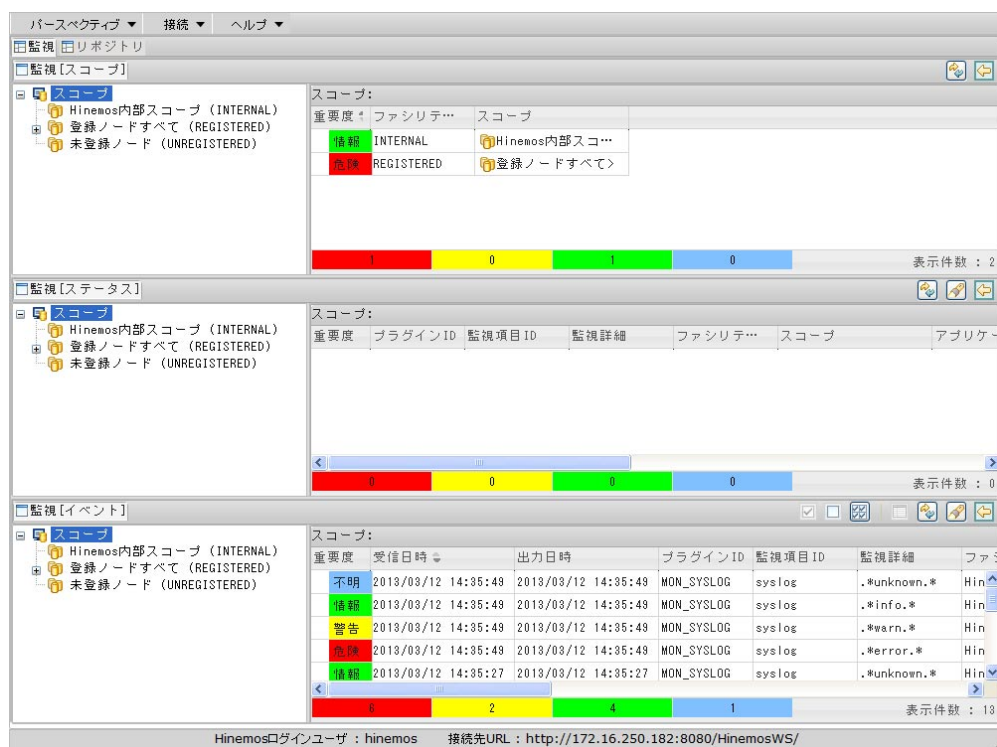 パースペクティブ ▼ 接続 ▼ ヘルプ ▼
監視 リポジトリ
監視[スコープ]
スコープ
Hinemos内部スコープ (INTERNAL)
登録ノードすべて (REGISTERED)
未登録ノード (UNREGISTERED)
スコープ:
重要度 ファシリテ… スコープ
情報 INTERNAL Hinemos内部スコ…
危険 REGISTERED 登録ノードすべて>
1 0 1 0
表示件数 : 2
監視[ステータス]
スコープ
Hinemos内部スコープ (INTERNAL)
登録ノードすべて (REGISTERED)
未登録ノード (UNREGISTERED)
スコープ:
重要度 プラグインID 監視項目ID 監視詳細 ファシリテ… スコープ アプリケー
0 0 0 0
表示件数 : 0
監視[イベント]
スコープ
Hinemos内部スコープ (INTERNAL)
登録ノードすべて (REGISTERED)
未登録ノード (UNREGISTERED)
スコープ:
重要度 受信日時 出力日時 プラグインID 監視項目ID 監視詳細 ファシ
不明 2013/03/12 14:35:49 2013/03/12 14:35:49 MON_SYSLOG syslog .*unknown.* Hin
情報 2013/03/12 14:35:49 2013/03/12 14:35:49 MON_SYSLOG syslog .*info.* Hin
警告 2013/03/12 14:35:49 2013/03/12 14:35:49 MON_SYSLOG syslog .*warn.* Hin
危険 2013/03/12 14:35:49 2013/03/12 14:35:49 MON_SYSLOG syslog .*error.* Hin
情報 2013/03/12 14:35:27 2013/03/12 14:35:27 MON_SYSLOG syslog .*unknown.* Hin
6 2 4 1
表示件数 : 13
Hinemosログインユーザ : hinemos 接続先URL : http://172.16.250.182:8080/HinemosWS/